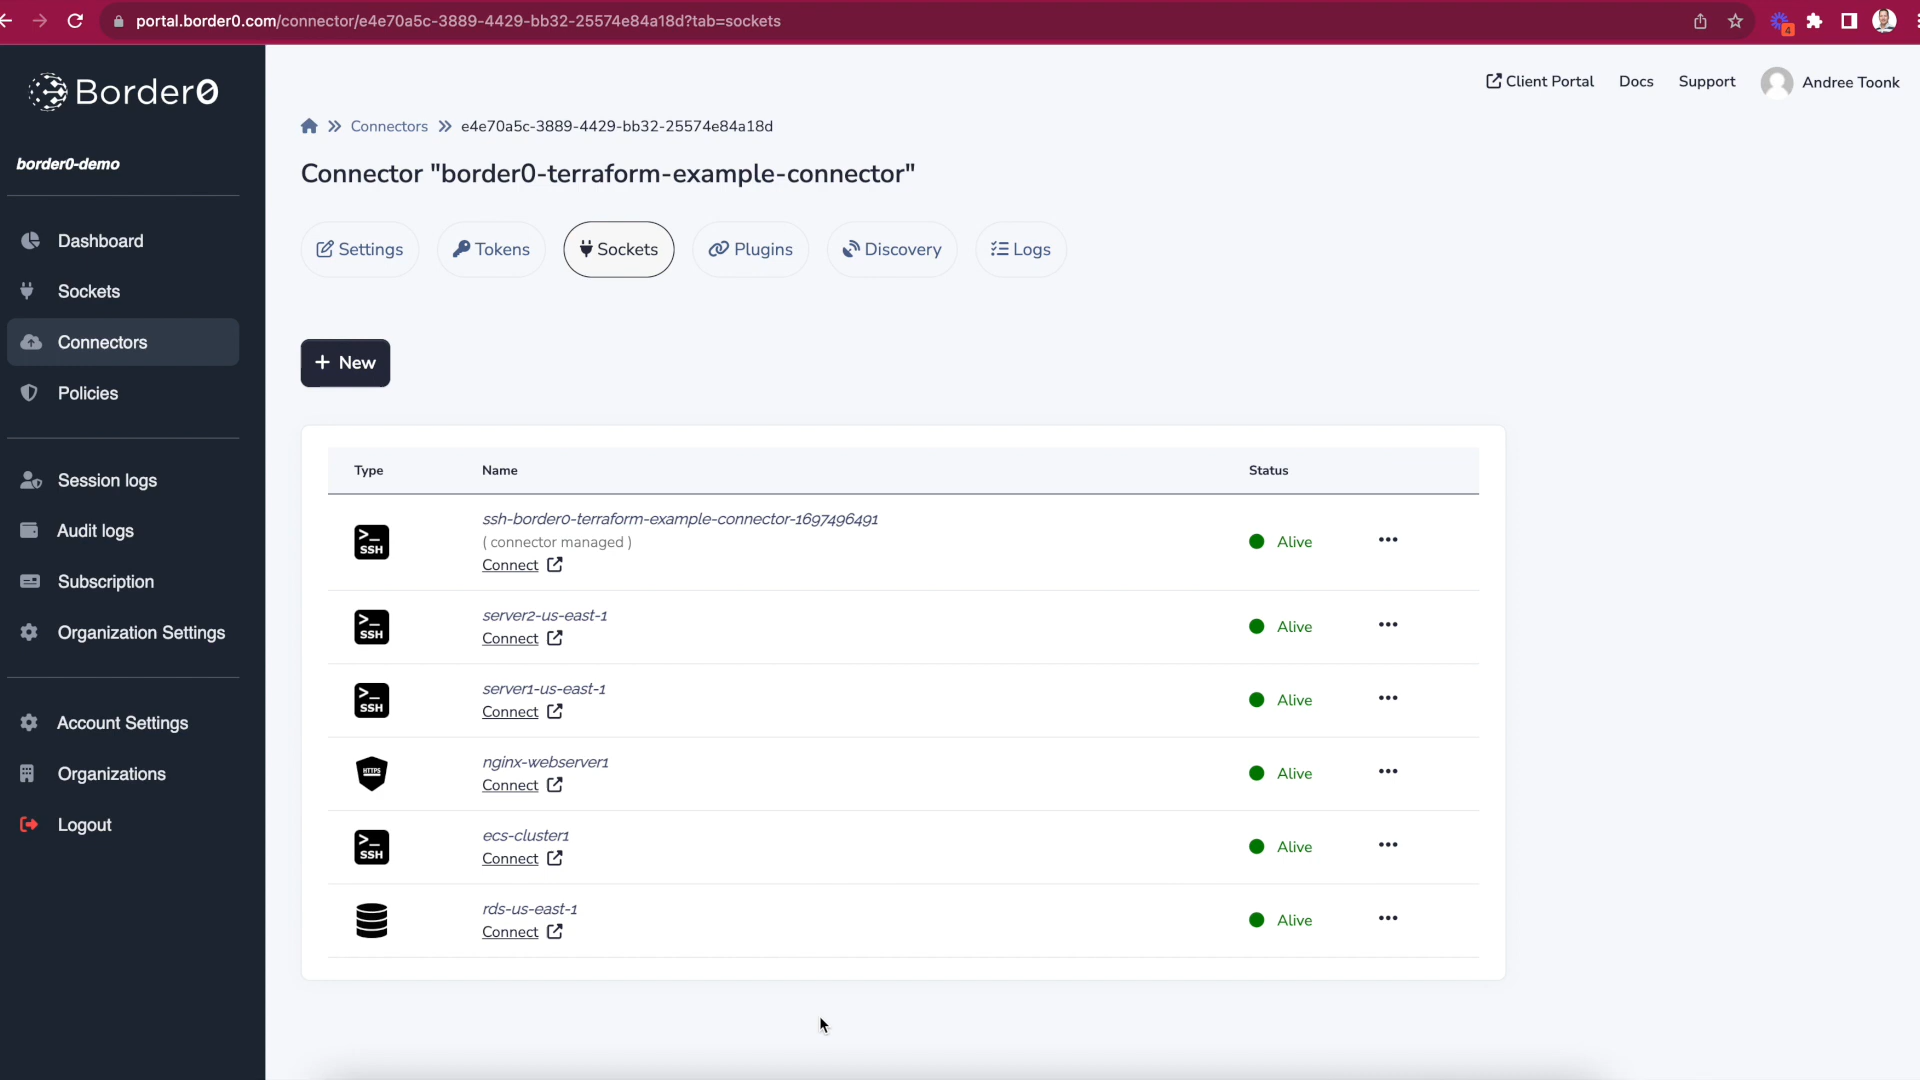 portal.border0.com/connector/e4e70a5c-3889-4429-bb32-25574e84a18d?tab=sockets
4
Border0
Client Portal
Docs
Support
Andree Toonk
border0-demo
Dashboard
Sockets
Connectors
Policies
Session logs
Audit logs
Subscription
Organization Settings
Account Settings
Organizations
Logout
Connectors
e4e70a5c-3889-4429-bb32-25574e84a18d
Connector "border0-terraform-example-connector"
Settings
Tokens
Sockets
Plugins
Discovery
Logs
+ New
Type Name Status
>_ SSH
ssh-border0-terraform-example-connector-1697496491
( connector managed )
Connect
Alive
>_ SSH
server2-us-east-1
Connect
Alive
>_ SSH
server1-us-east-1
Connect
Alive
HTTPS
nginx-webserver1
Connect
Alive
>_ SSH
ecs-cluster1
Connect
Alive
rds-us-east-1
Connect
Alive